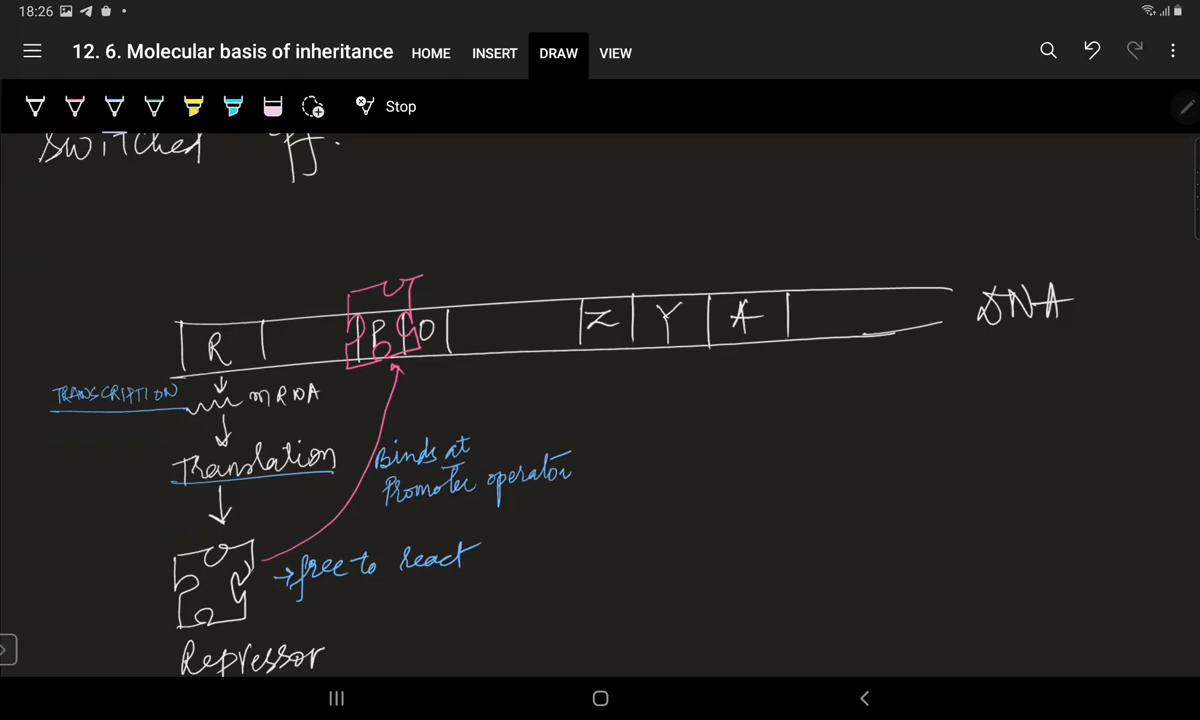 18:26
12. 6. Molecular basis of inheritance HOME INSERT DRAW VIEW
Stop
switched off.
R P O Z Y A DNA
TRANSCRIPTION mRNA
Translation
Binds at
Promoter operator
free to react
Repressor